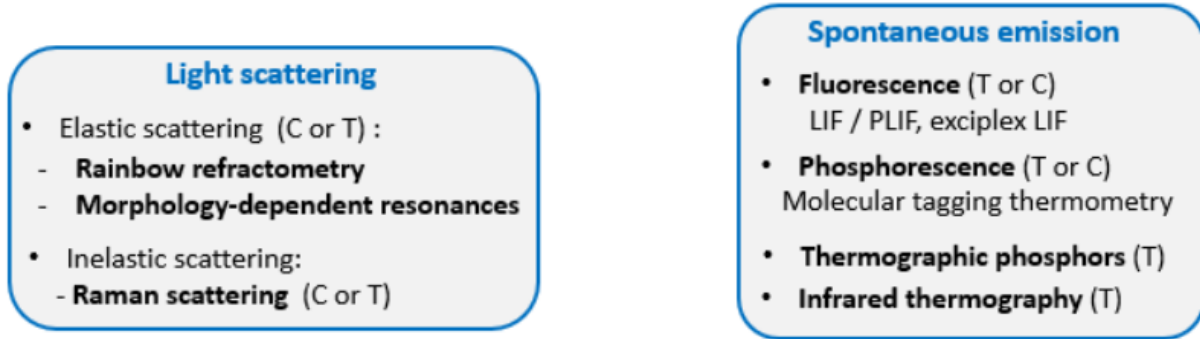 Light scattering
• Elastic scattering (C or T) :
- Rainbow refractometry
- Morphology-dependent resonances
• Inelastic scattering:
- Raman scattering (C or T)
Spontaneous emission
• Fluorescence (T or C)
LIF / PLIF, exciplex LIF
• Phosphorescence (T or C)
Molecular tagging thermometry
• Thermographic phosphors (T)
• Infrared thermography (T)